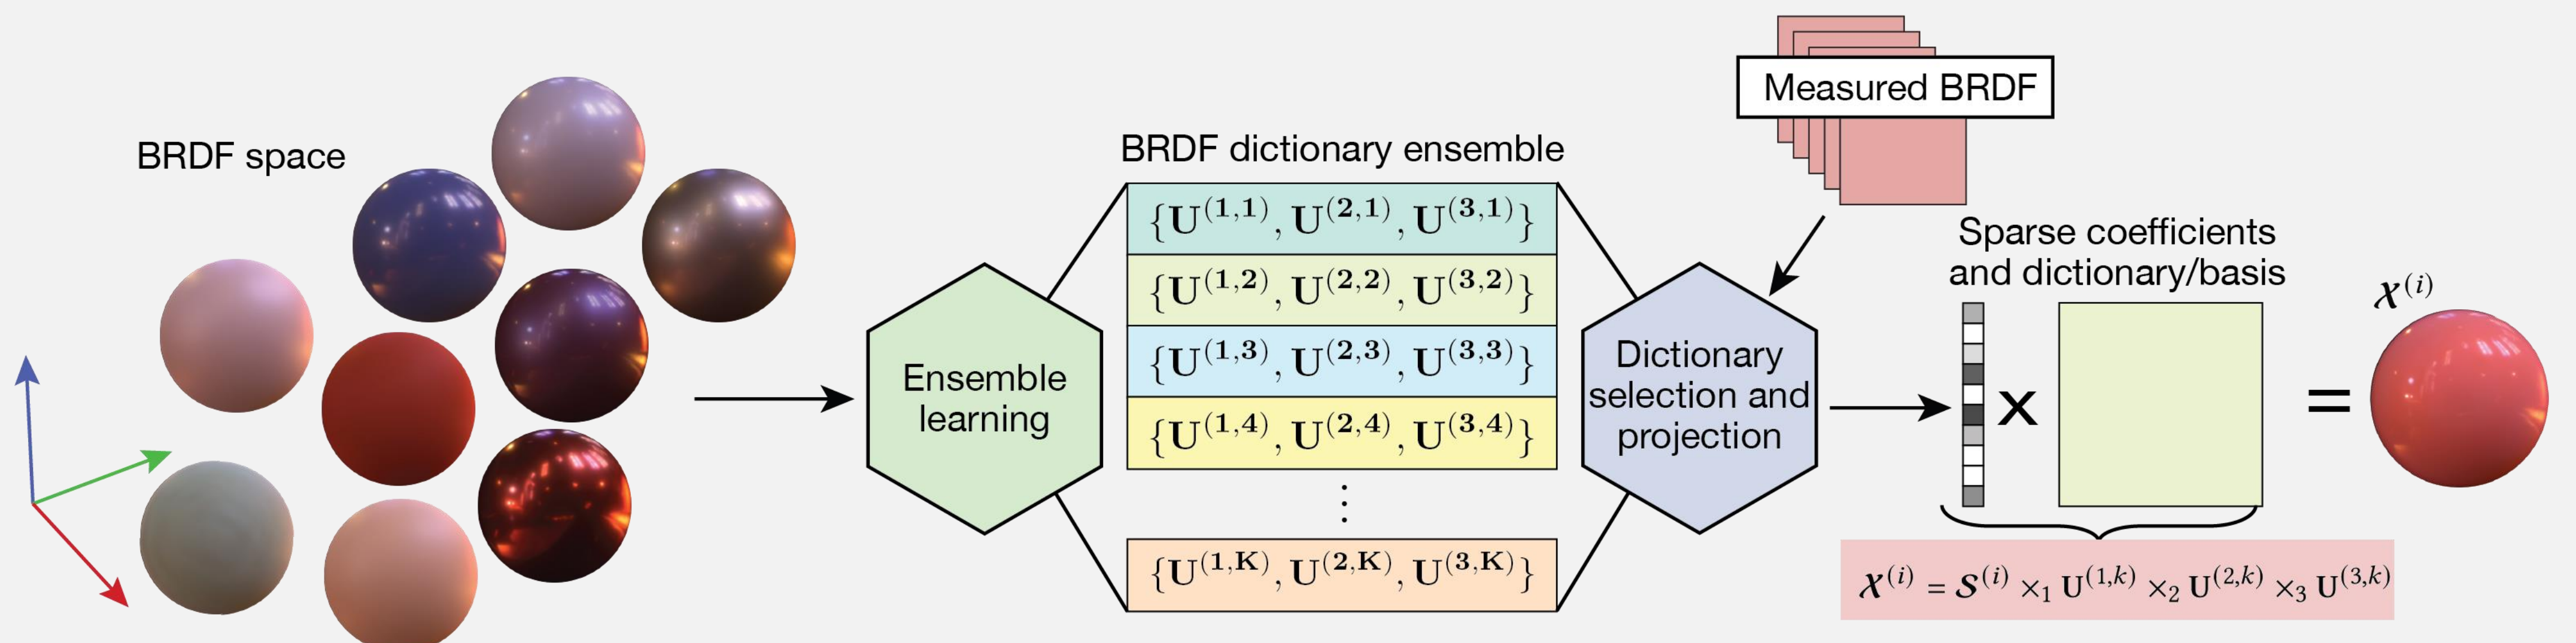 BRDF space
Ensemble
learning
BRDF dictionary ensemble
{U^(1,1), U^(2,1), U^(3,1)}
{U^(1,2), U^(2,2), U^(3,2)}
{U^(1,3), U^(2,3), U^(3,3)}
{U^(1,4), U^(2,4), U^(3,4)}
⋮
{U^(1,K), U^(2,K), U^(3,K)}
Measured BRDF
Dictionary
selection and
projection
Sparse coefficients
and dictionary/basis
x
=
𝒳^(i)
𝒳^(i) = 𝒮^(i) ×₁ U^(1,k) ×₂ U^(2,k) ×₃ U^(3,k)